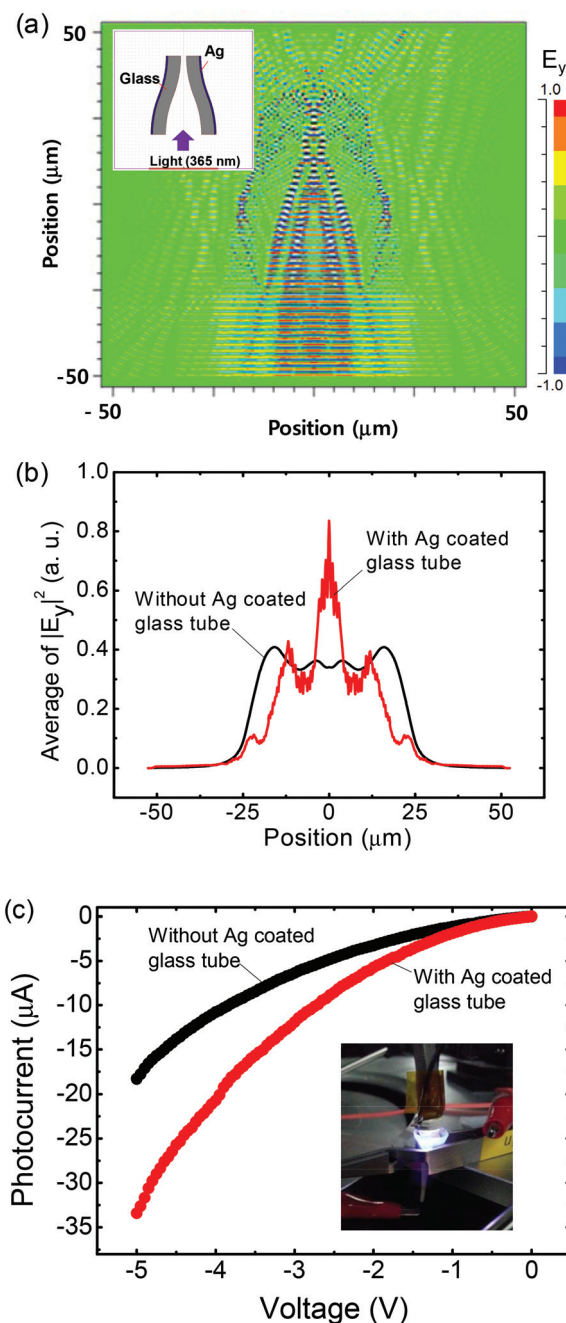 (a)
50
Ag
Glass
Light (365 nm)
Position (μm)
-50
- 50
50
Position (μm)
Ey
1.0
-1.0
(b)
1.0
0.8
0.6
0.4
0.2
0.0
Average of |Ey|² (a. u.)
With Ag coated
glass tube
Without Ag coated
glass tube
-50
-25
0
25
50
Position (μm)
(c)
0
-5
-10
-15
-20
-25
-30
-35
Photocurrent (μA)
Without Ag coated
glass tube
With Ag coated
glass tube
-5
-4
-3
-2
-1
0
Voltage (V)